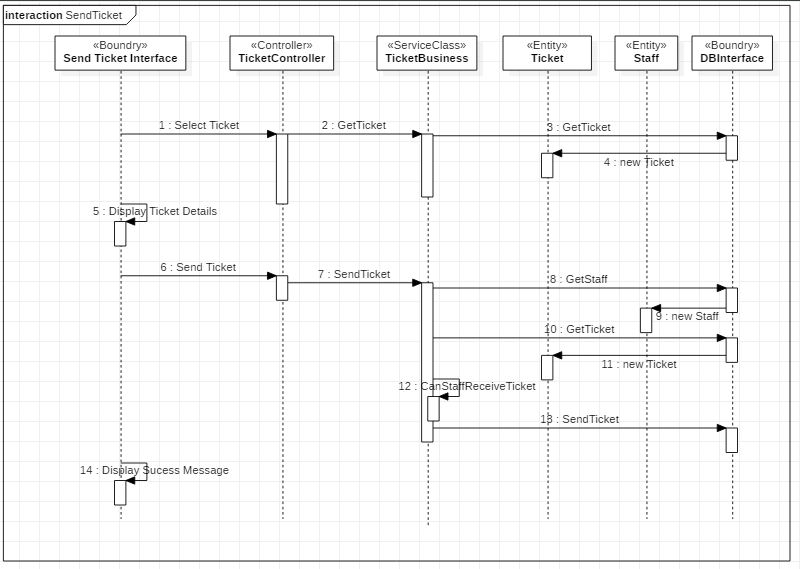 interaction SendTicket
«Boundry»
Send Ticket Interface
«Controller»
TicketController
«ServiceClass»
TicketBusiness
«Entity»
Ticket
«Entity»
Staff
«Boundry»
DBInterface
1 : Select Ticket
2 : GetTicket
3 : GetTicket
4 : new Ticket
5 : Display Ticket Details
6 : Send Ticket
7 : SendTicket
8 : GetStaff
9 : new Staff
10 : GetTicket
11 : new Ticket
12 : CanStaffReceiveTicket
13 : SendTicket
14 : Display Sucess Message